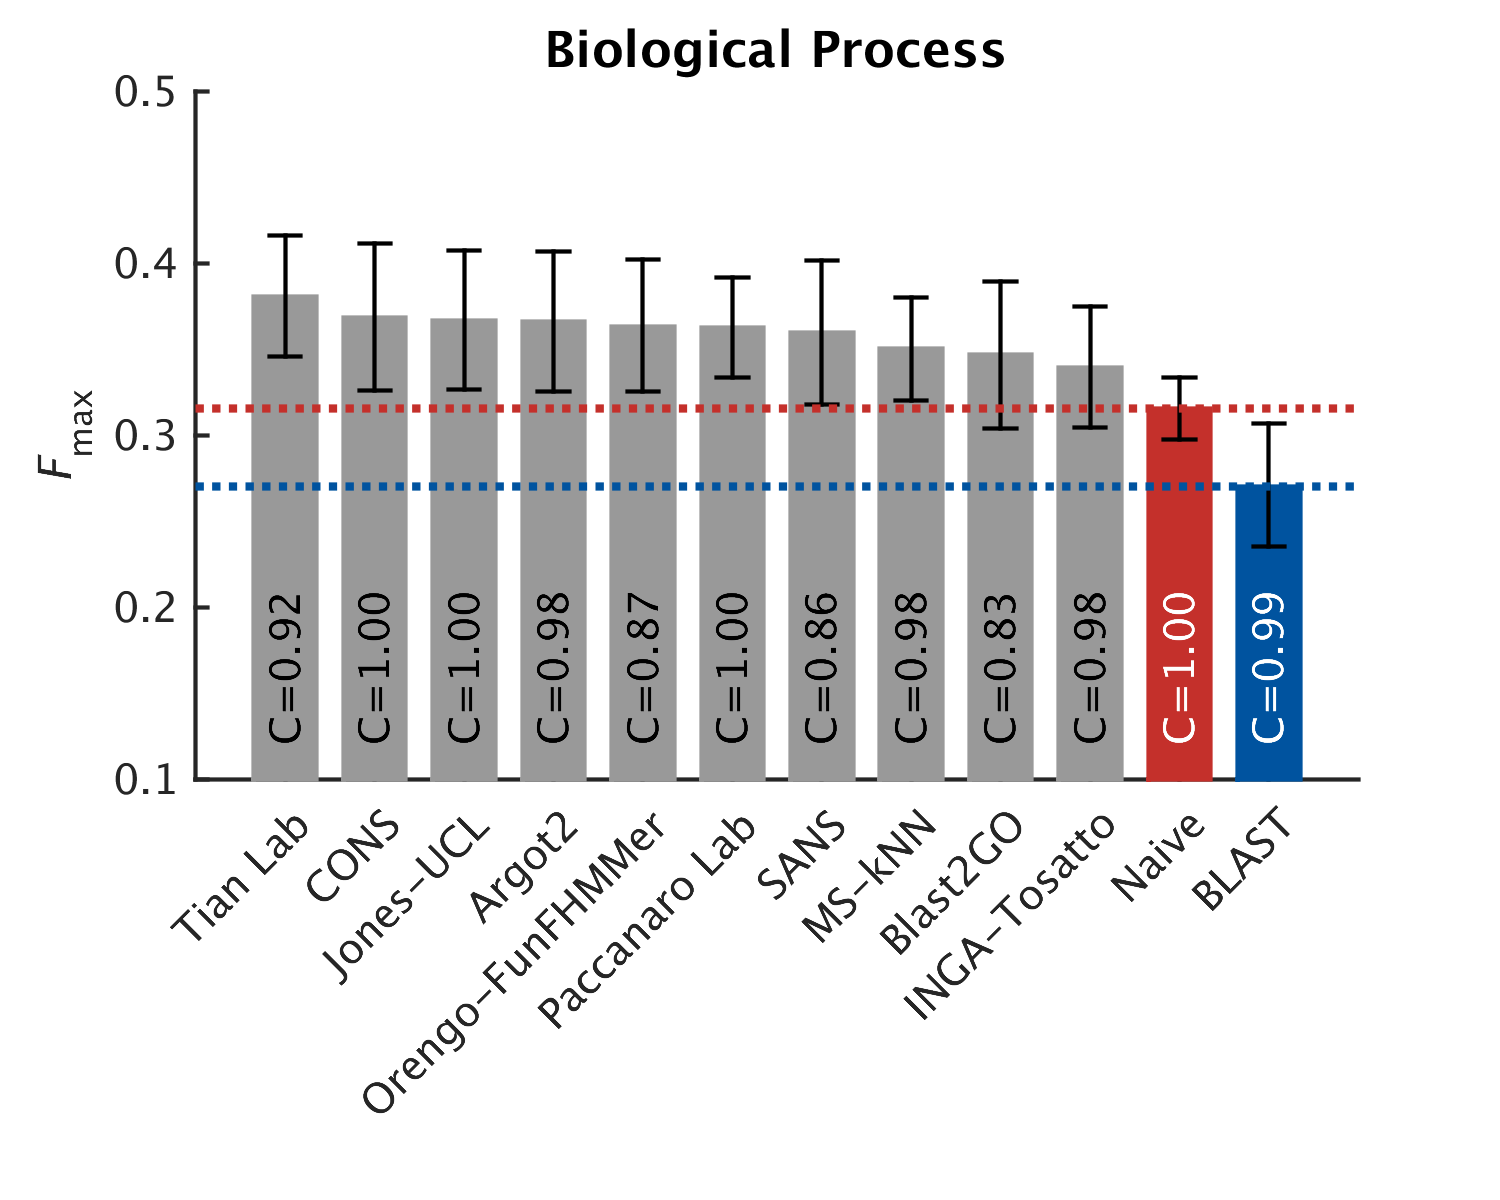 Biological Process
0.5
0.4
0.3
0.2
0.1
Fmax
C=0.92
C=1.00
C=1.00
C=0.98
C=0.87
C=1.00
C=0.86
C=0.98
C=0.83
C=0.98
C=1.00
C=0.99
Tian Lab
CONS
Jones-UCL
Argot2
Orengo-FunFHMMer
Paccanaro Lab
SANS
MS-kNN
Blast2GO
INGA-Tosatto
Naive
BLAST